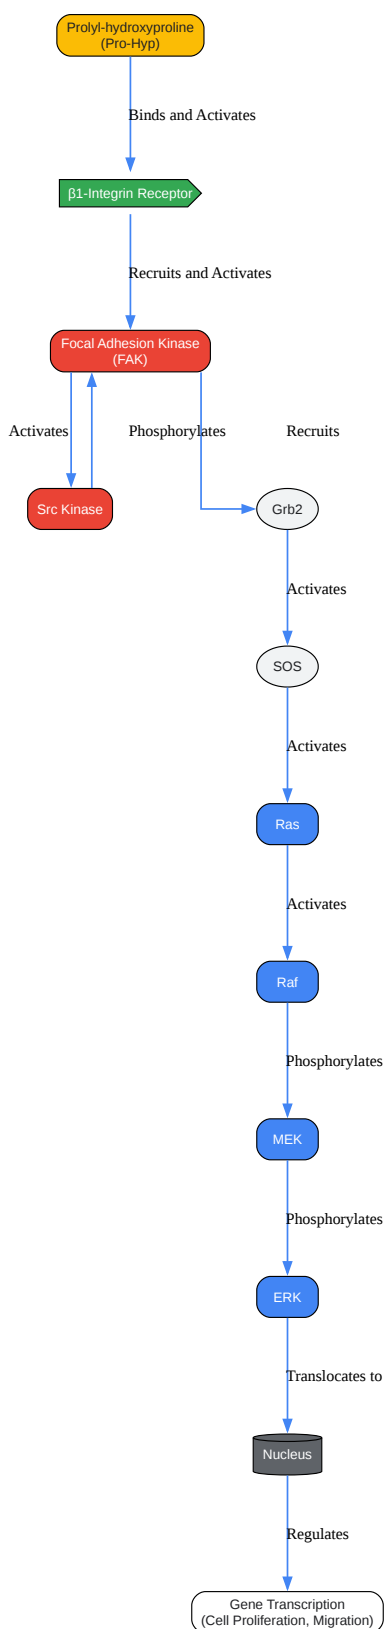 Prolyl-hydroxyproline
(Pro-Hyp)
Binds and Activates
β1-Integrin Receptor
Recruits and Activates
Focal Adhesion Kinase
(FAK)
Activates
Phosphorylates
Recruits
Src Kinase
Grb2
Activates
SOS
Activates
Ras
Activates
Raf
Phosphorylates
MEK
Phosphorylates
ERK
Translocates to
Nucleus
Regulates
Gene Transcription
(Cell Proliferation, Migration)